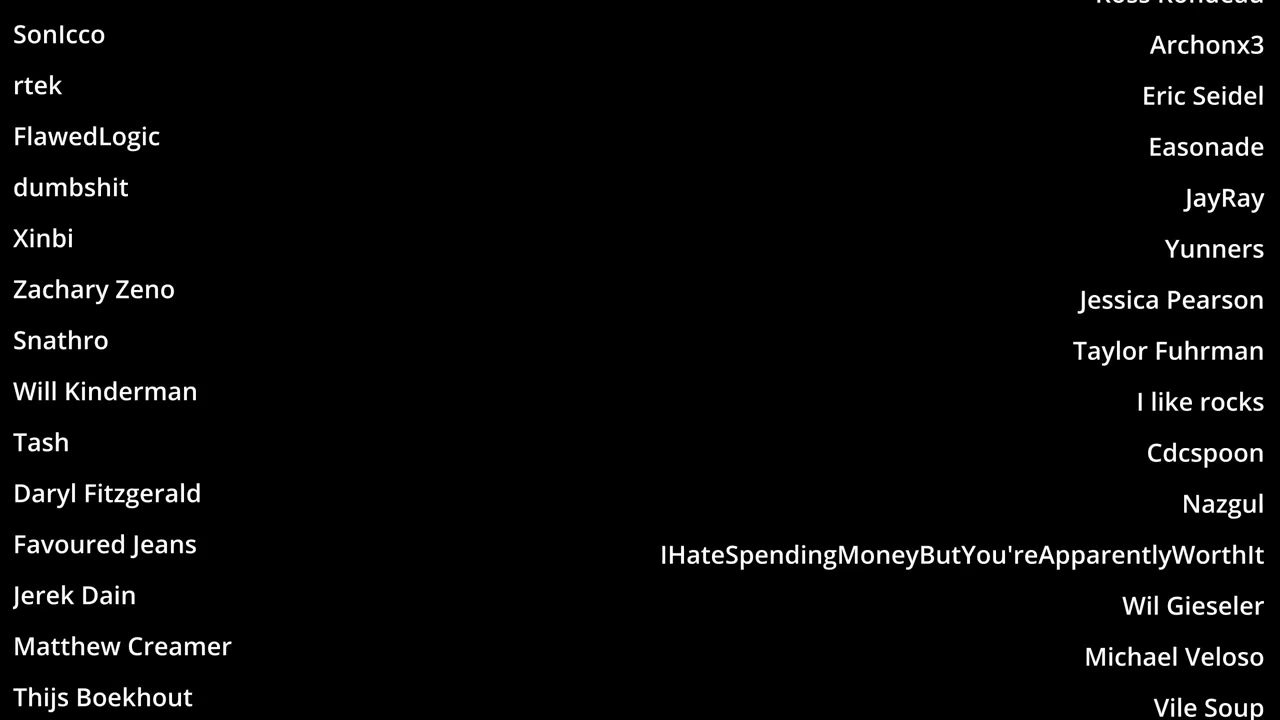 SonIcco
rtek
FlawedLogic
dumbshit
Xinbi
Zachary Zeno
Snathro
Will Kinderman
Tash
Daryl Fitzgerald
Favoured Jeans
Jerek Dain
Matthew Creamer
Thijs Boekhout
Archonx3
Eric Seidel
Easonade
JayRay
Yunners
Jessica Pearson
Taylor Fuhrman
I like rocks
Cdcspoon
Nazgul
IHateSpendingMoneyButYou'reApparentlyWorthIt
Wil Gieseler
Michael Veloso
Vile Soup